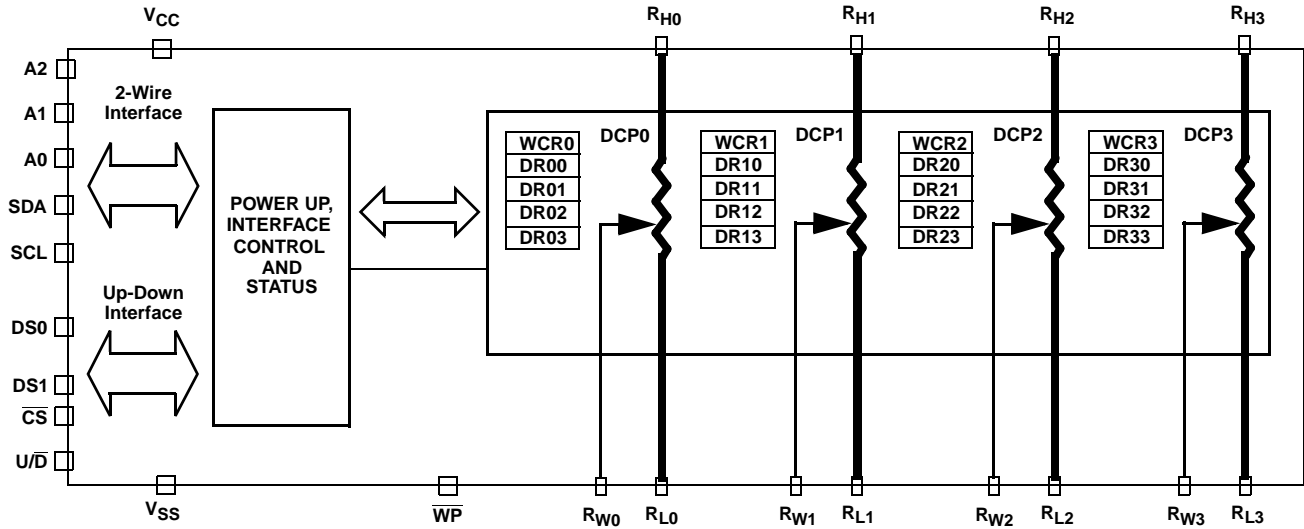 VCC
RH0
RH1
RH2
RH3
A2
A1
A0
SDA
SCL
DS0
DS1
C̅S̅
U/D̅
2-Wire
Interface
Up-Down
Interface
POWER UP,
INTERFACE
CONTROL
AND
STATUS
WCR0
DR00
DR01
DR02
DR03
DCP0
WCR1
DR10
DR11
DR12
DR13
DCP1
WCR2
DR20
DR21
DR22
DR23
DCP2
WCR3
DR30
DR31
DR32
DR33
DCP3
VSS
W̅P̅
RW0
RL0
RW1
RL1
RW2
RL2
RW3
RL3